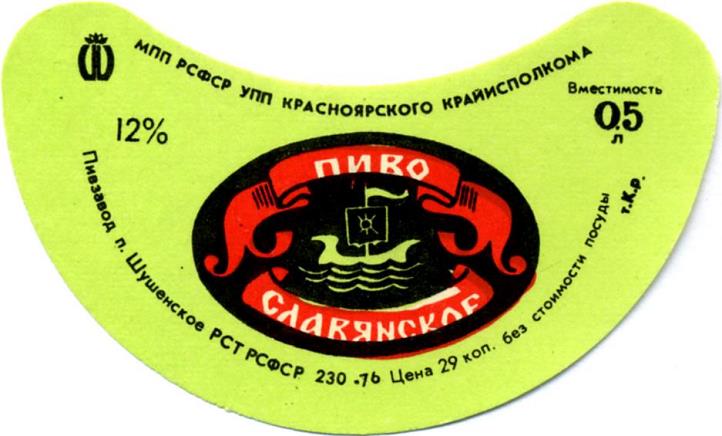 МПП РСФСР УПП КРАСНОЯРСКОГО КРАЙИСПОЛКОМА
12%
Вместимость
0,5
л
ПИВО
СЛАВЯНСКОЕ
Пивзавод п. Шушенское РСТ РСФСР 230-76 Цена 29 коп. без стоимости посуды т.К.р.